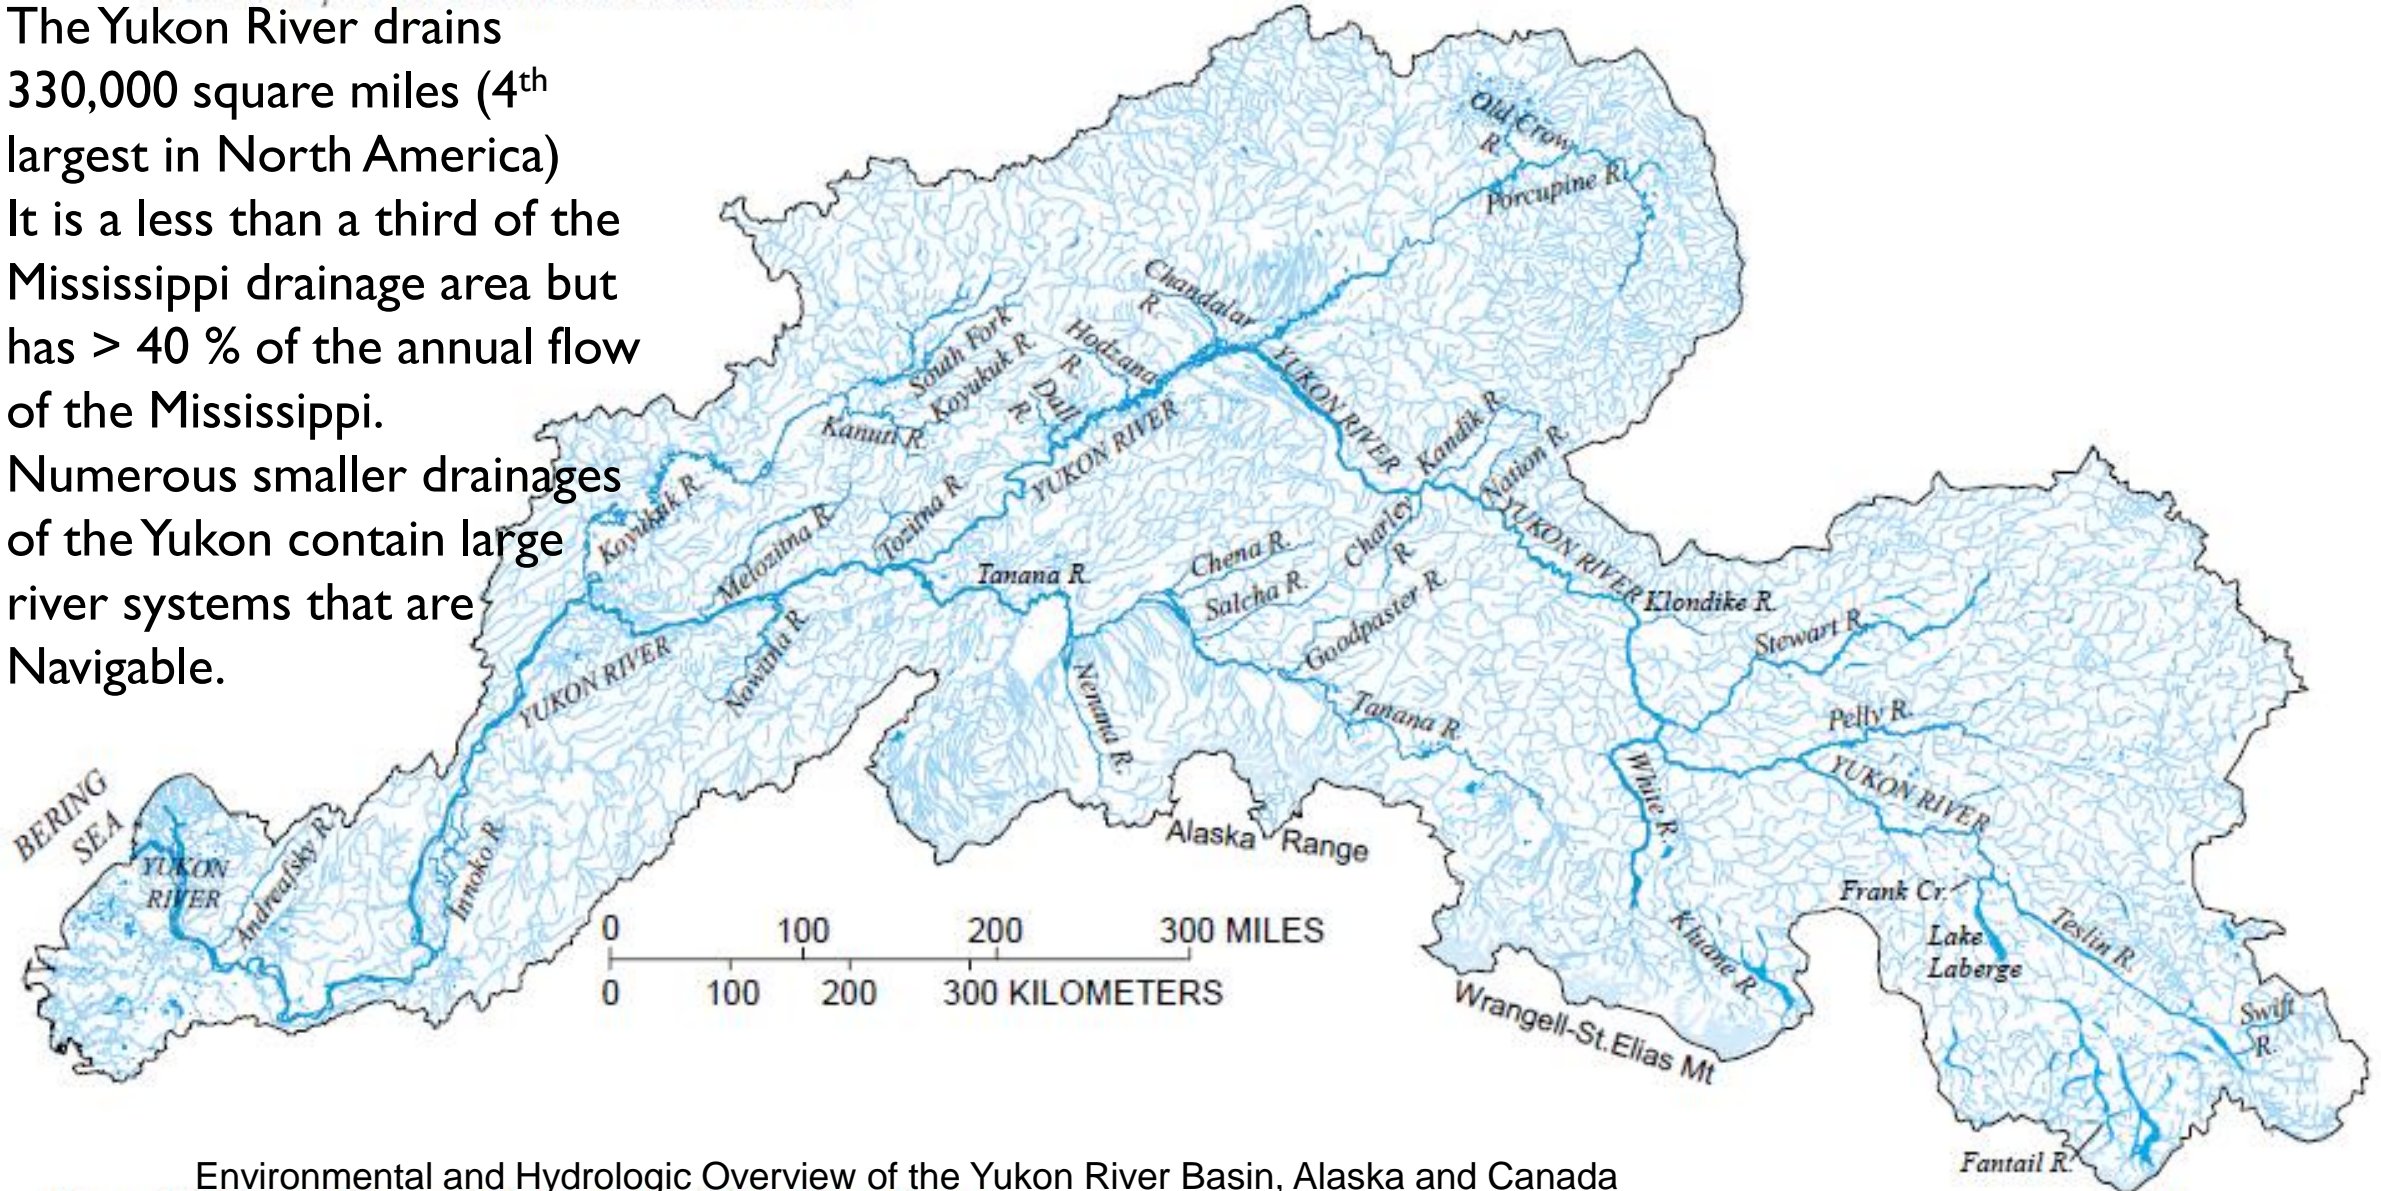 The Yukon River drains
330,000 square miles (4th
largest in North America)
It is a less than a third of the
Mississippi drainage area but
has > 40 % of the annual flow
of the Mississippi.
Numerous smaller drainages
of the Yukon contain large
river systems that are
Navigable.
Old Crow
R.
Porcupine R.
Chandalar
R.
South Fork
Koyukuk R.
Hodzana
R.
Dall
R.
Kanuti R.
YUKON RIVER
YUKON RIVER
Kandik R.
Nation R.
Koyukuk R.
Melozitna R.
Tozitna R.
Tanana R.
Chena R.
Salcha R.
Charley
R.
Goodpaster R.
YUKON RIVER
Klondike R.
Stewart R.
YUKON RIVER
Nowitna R.
Nenana R.
Tanana R.
Pelly R.
White R.
YUKON RIVER
BERING
SEA
YUKON
RIVER
Andreafsky R.
Innoko R.
Alaska Range
Frank Cr.
Kluane R.
Lake
Laberge
Teslin R.
Swift
R.
Wrangell-St.Elias Mt
Fantail R.
0 100 200 300 MILES
0 100 200 300 KILOMETERS
Environmental and Hydrologic Overview of the Yukon River Basin, Alaska and Canada